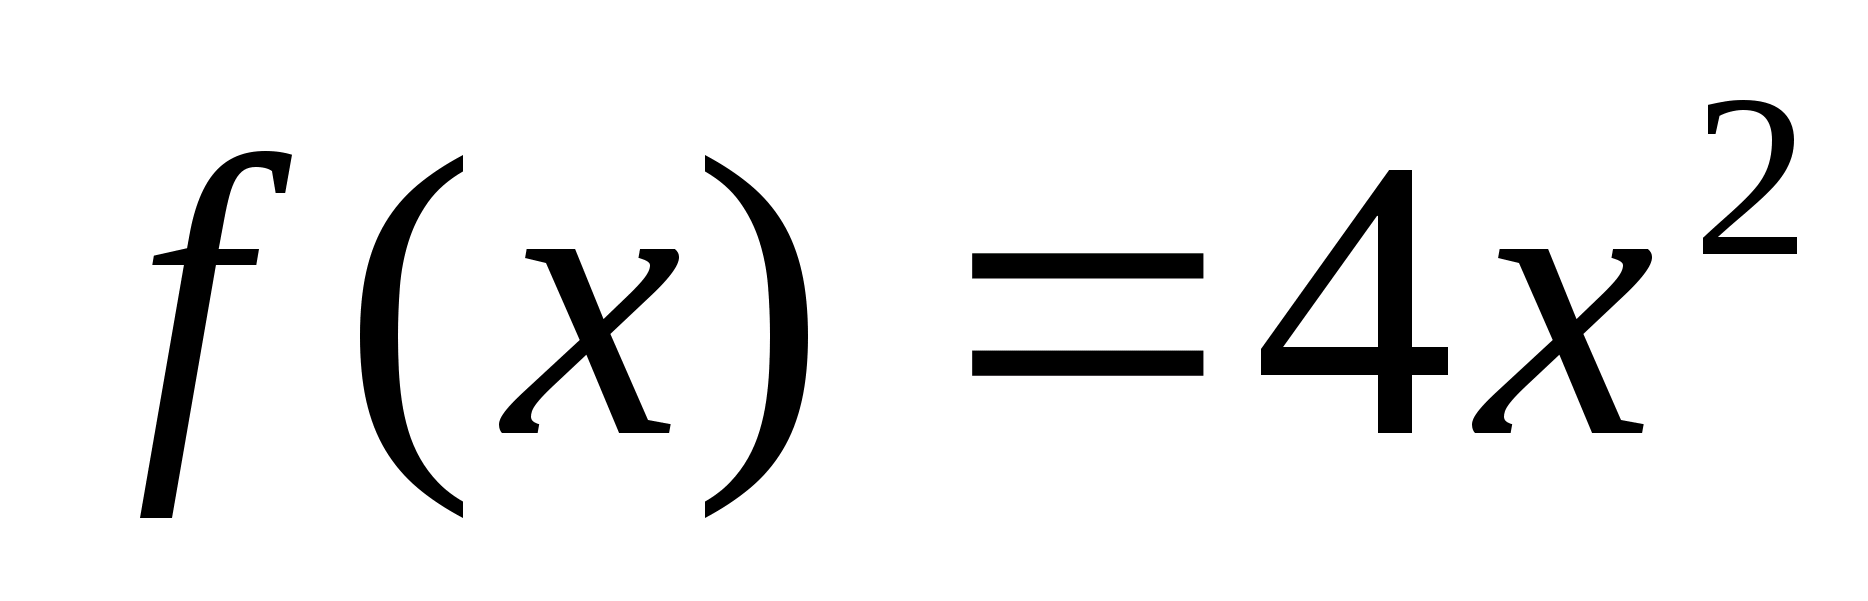 f(x) = 4x²